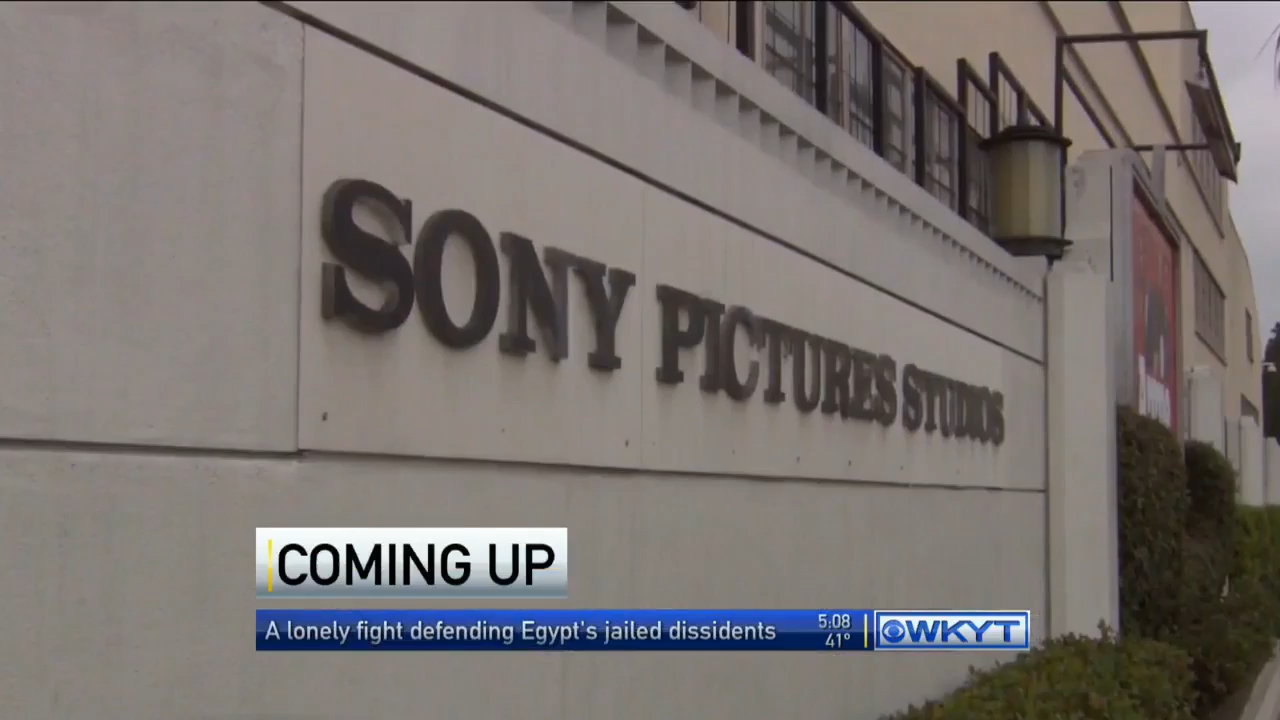 SONY PICTURES STUDIOS
COMING UP
A lonely fight defending Egypt's jailed dissidents
5:08
41°
WKYT